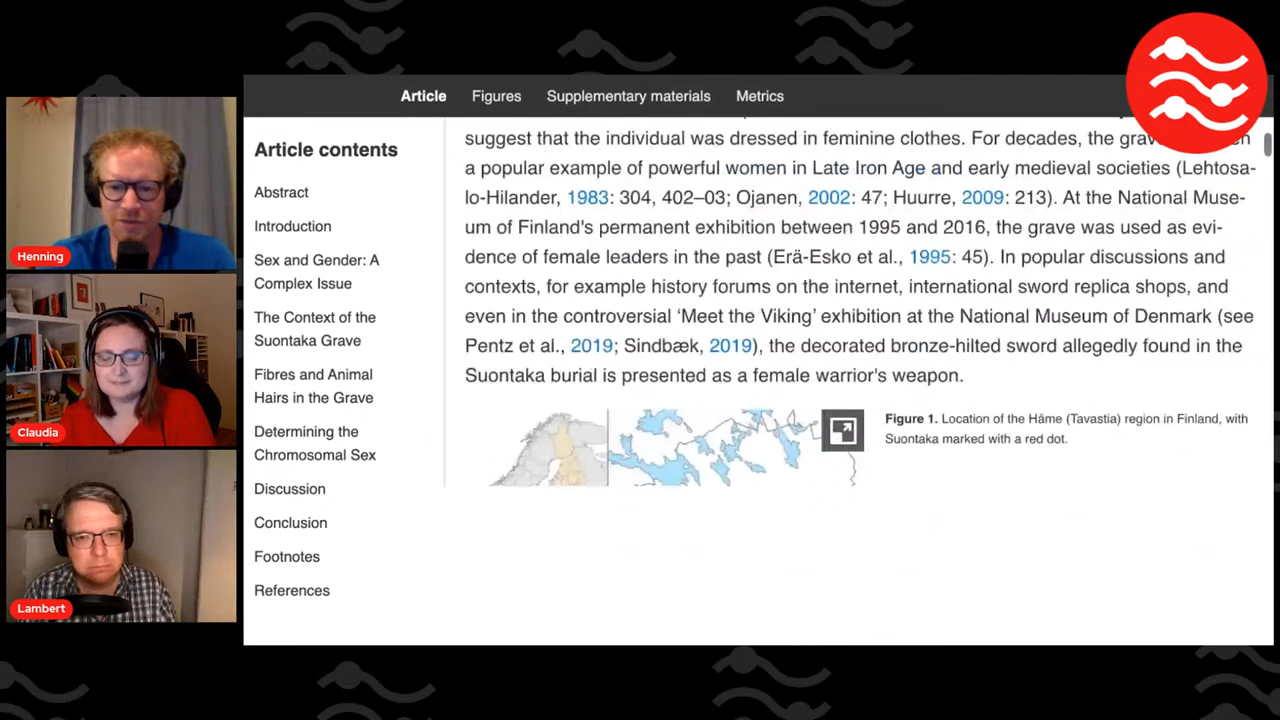 Article Figures Supplementary materials Metrics
Henning
Claudia
Lambert
Article contents
Abstract
Introduction
Sex and Gender: A
Complex Issue
The Context of the
Suontaka Grave
Fibres and Animal
Hairs in the Grave
Determining the
Chromosomal Sex
Discussion
Conclusion
Footnotes
References
suggest that the individual was dressed in feminine clothes. For decades, the
a popular example of powerful women in Late Iron Age and early medieval societies (Lehtosa-
lo-Hilander, 1983: 304, 402–03; Ojanen, 2002: 47; Huurre, 2009: 213). At the National Muse-
um of Finland's permanent exhibition between 1995 and 2016, the grave was used as evi-
dence of female leaders in the past (Erä-Esko et al., 1995: 45). In popular discussions and
contexts, for example history forums on the internet, international sword replica shops, and
even in the controversial ‘Meet the Viking’ exhibition at the National Museum of Denmark (see
Pentz et al., 2019; Sindbæk, 2019), the decorated bronze-hilted sword allegedly found in the
Suontaka burial is presented as a female warrior's weapon.
Figure 1. Location of the Häme (Tavastia) region in Finland, with
Suontaka marked with a red dot.